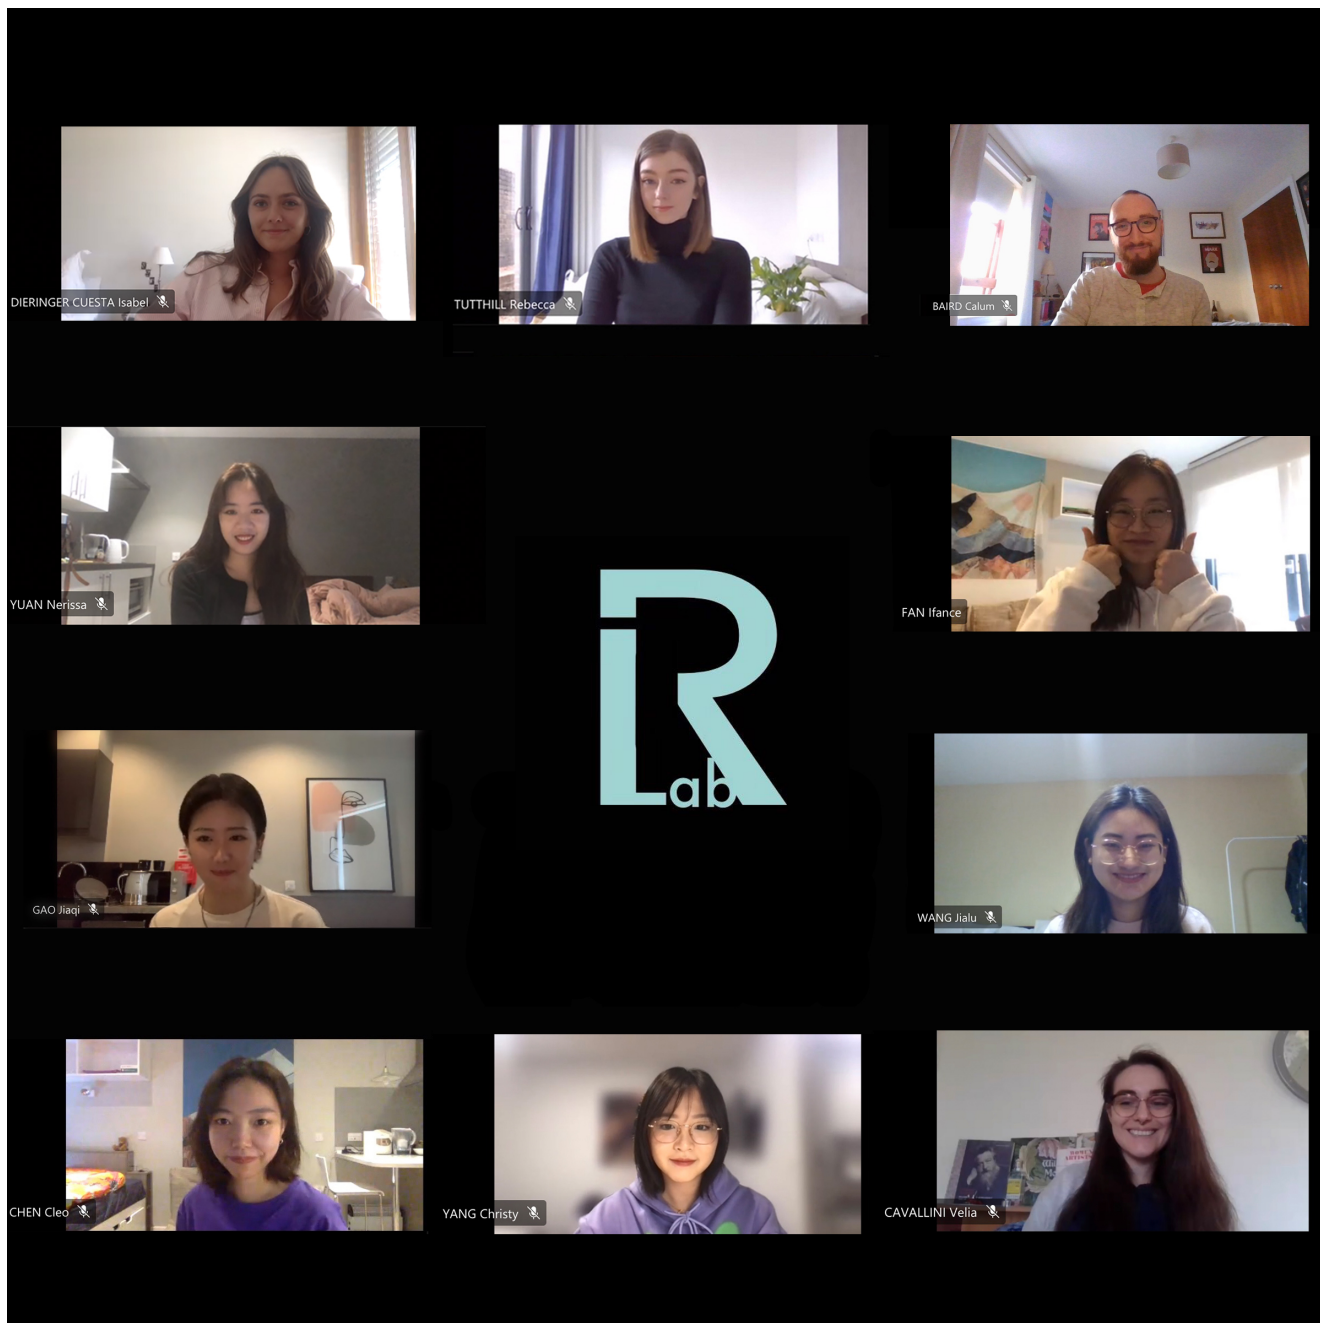 DIERINGER CUESTA Isabel
TUTTHILL Rebecca
BAIRD Calum
YUAN Nerissa
FAN Ifance
R
Lab
GAO Jiaqi
WANG Jialu
CHEN Cleo
YANG Christy
CAVALLINI Velia